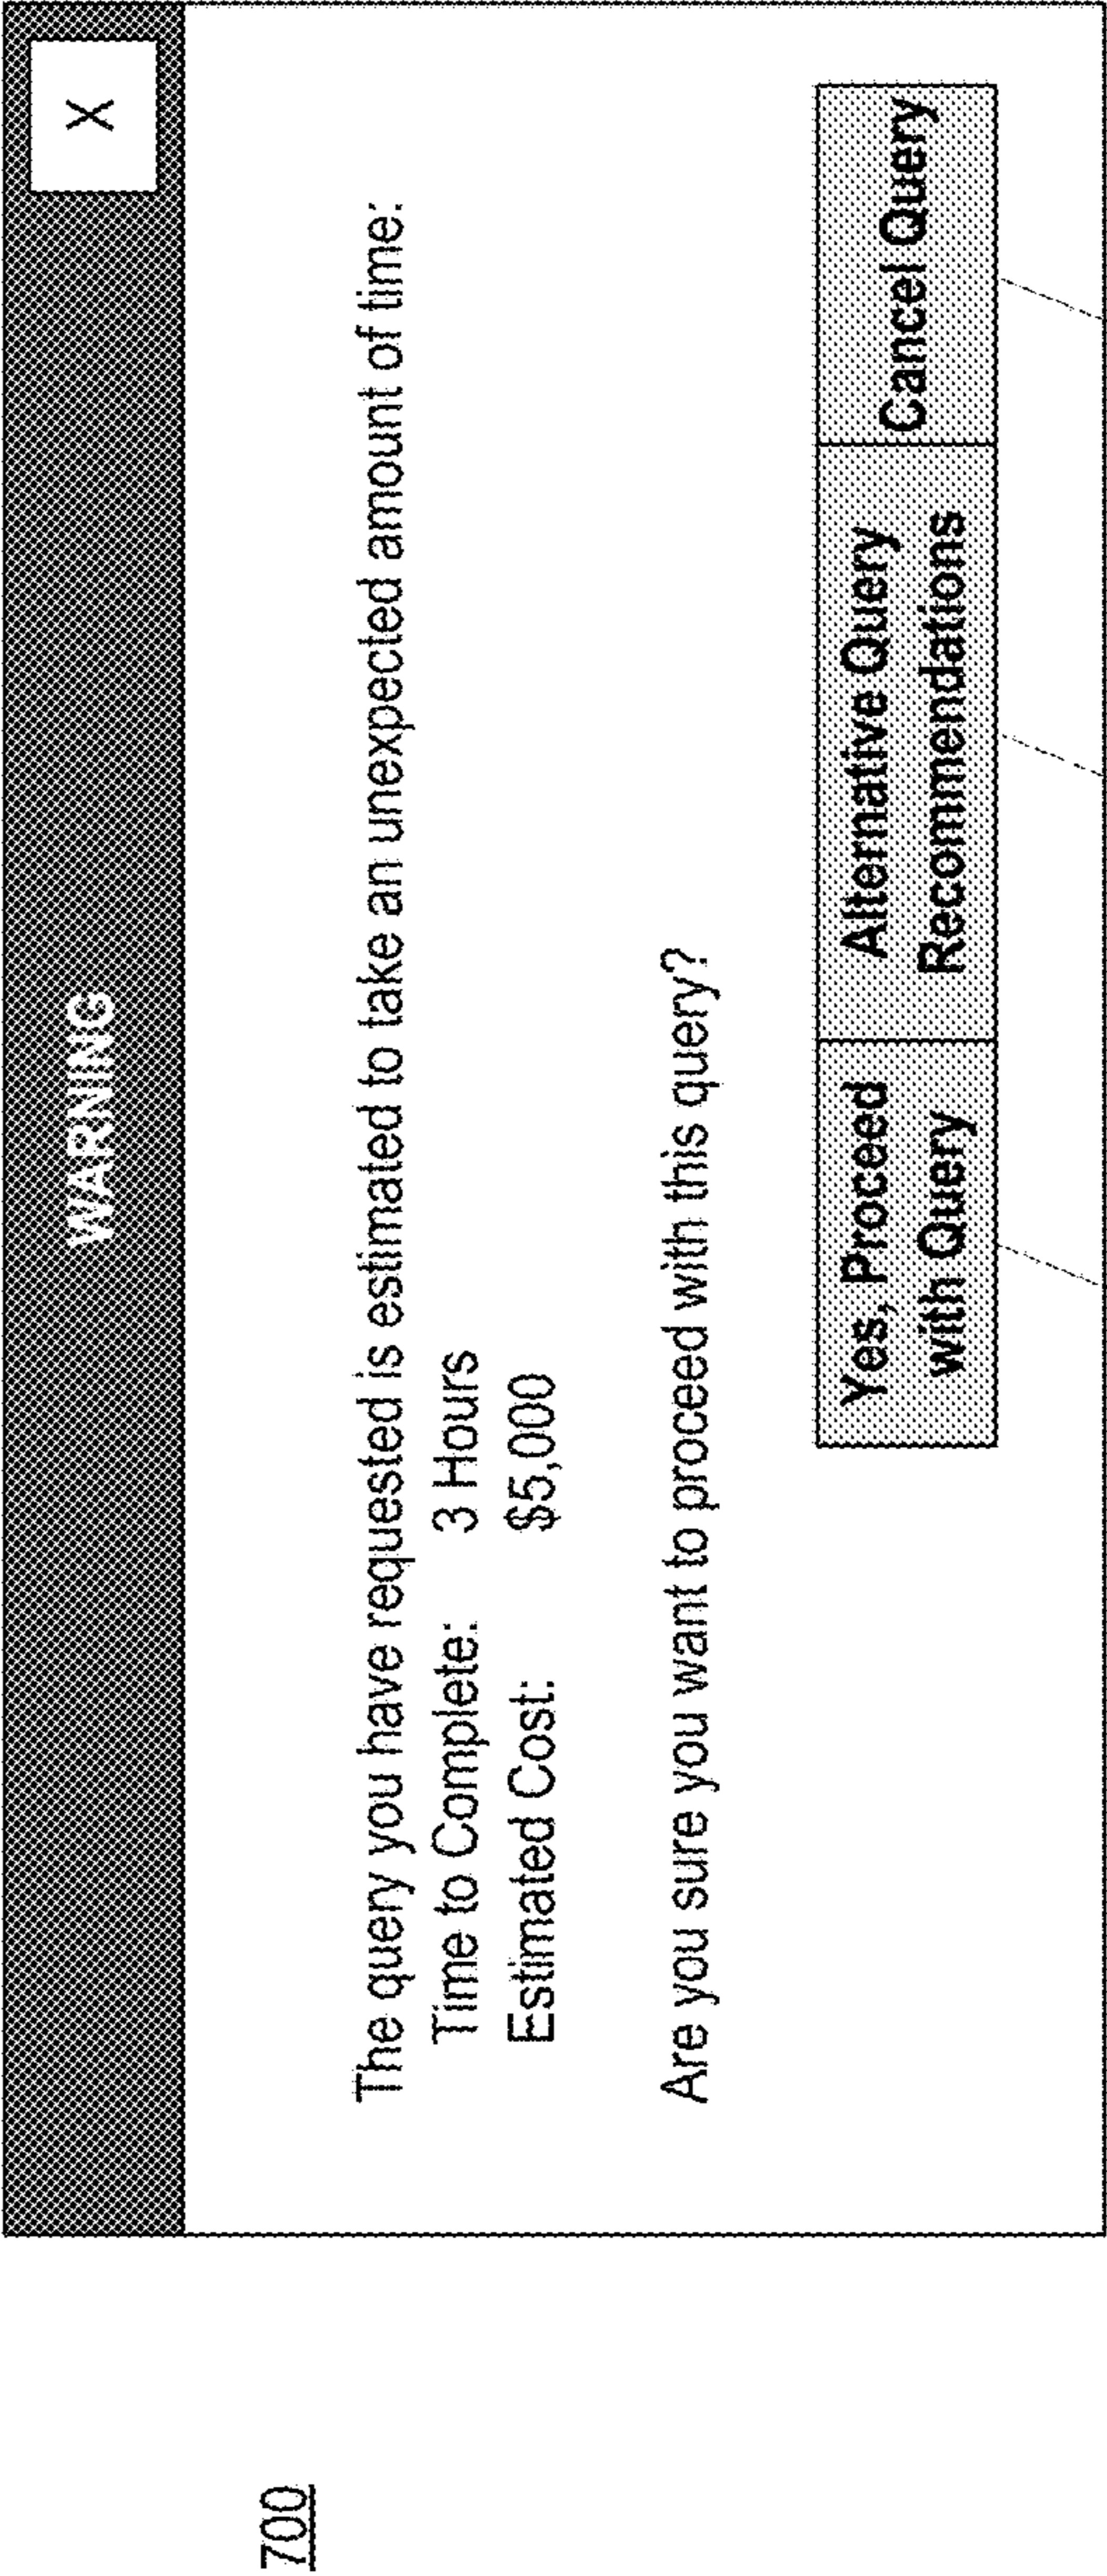 700
WARNING
X
The query you have requested is estimated to take an unexpected amount of time:
Time to Complete: 3 Hours
Estimated Cost: $5,000
Are you sure you want to proceed with this query?
Yes, Proceed
with Query
Alternative Query
Recommendations
Cancel Query